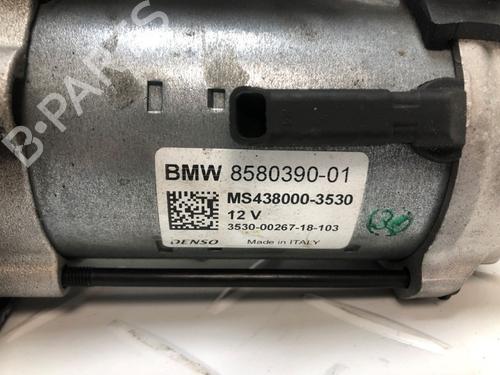 B-PARTS
BMW 8580390-01
MS438000-3530
12 V
3530-00267-18-103
DENSO Made in ITALY